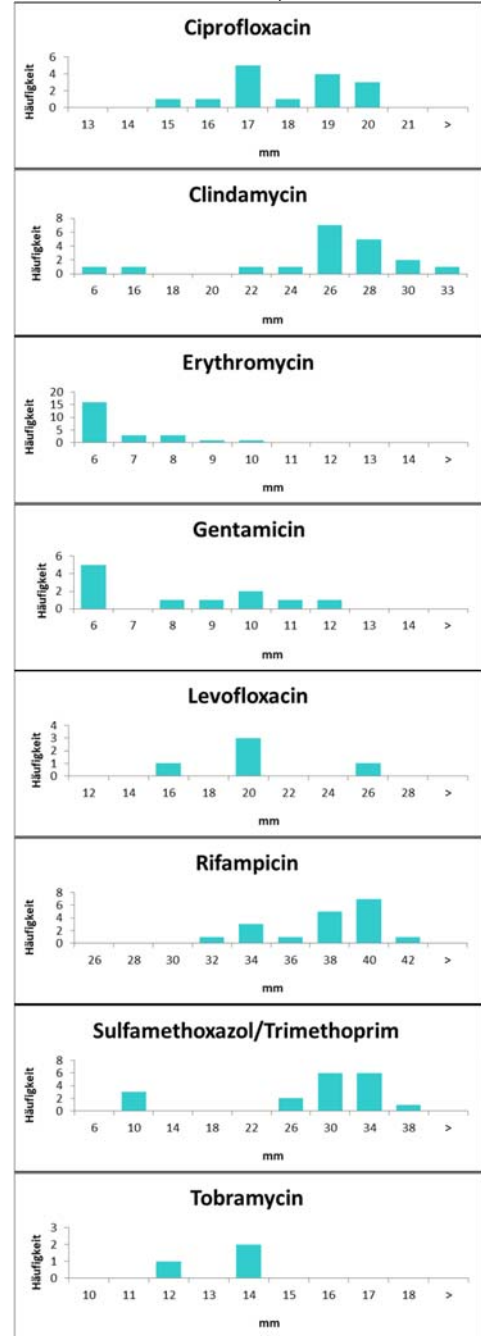 Ciprofloxacin
Häufigkeit
6
4
2
0
13 14 15 16 17 18 19 20 21 >
mm
Clindamycin
Häufigkeit
8
6
4
2
0
6 16 18 20 22 24 26 28 30 33
mm
Erythromycin
Häufigkeit
20
15
10
5
0
6 7 8 9 10 11 12 13 14 >
mm
Gentamicin
Häufigkeit
6
4
2
0
6 7 8 9 10 11 12 13 14 >
mm
Levofloxacin
Häufigkeit
4
3
2
1
0
12 14 16 18 20 22 24 26 28 >
mm
Rifampicin
Häufigkeit
8
6
4
2
0
26 28 30 32 34 36 38 40 42 >
mm
Sulfamethoxazol/Trimethoprim
Häufigkeit
8
6
4
2
0
6 10 14 18 22 26 30 34 38 >
mm
Tobramycin
Häufigkeit
3
2
1
0
10 11 12 13 14 15 16 17 18 >
mm